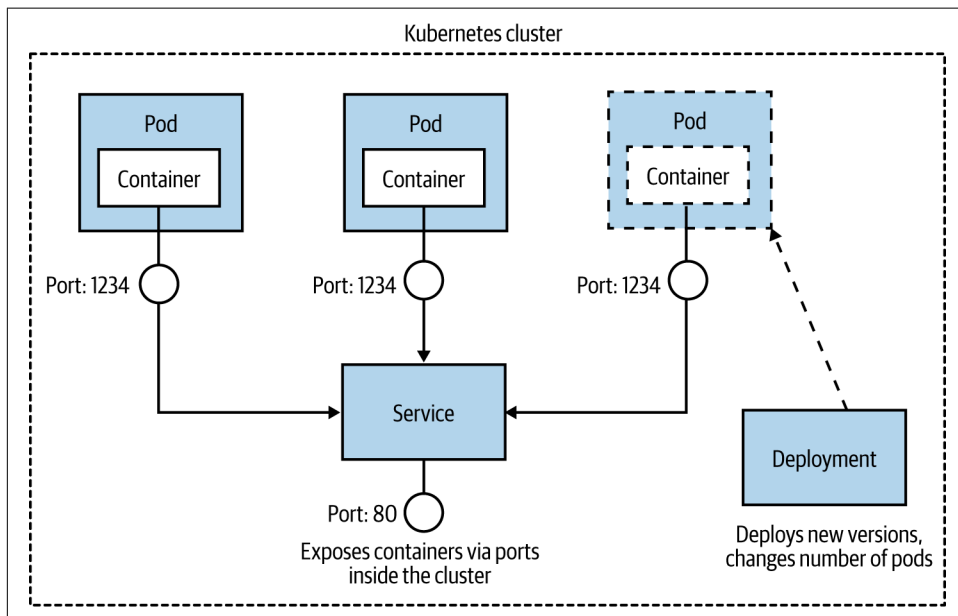 Kubernetes cluster
Pod
Container
Port: 1234
Pod
Container
Port: 1234
Pod
Container
Port: 1234
Service
Port: 80
Exposes containers via ports
inside the cluster
Deployment
Deploys new versions,
changes number of pods